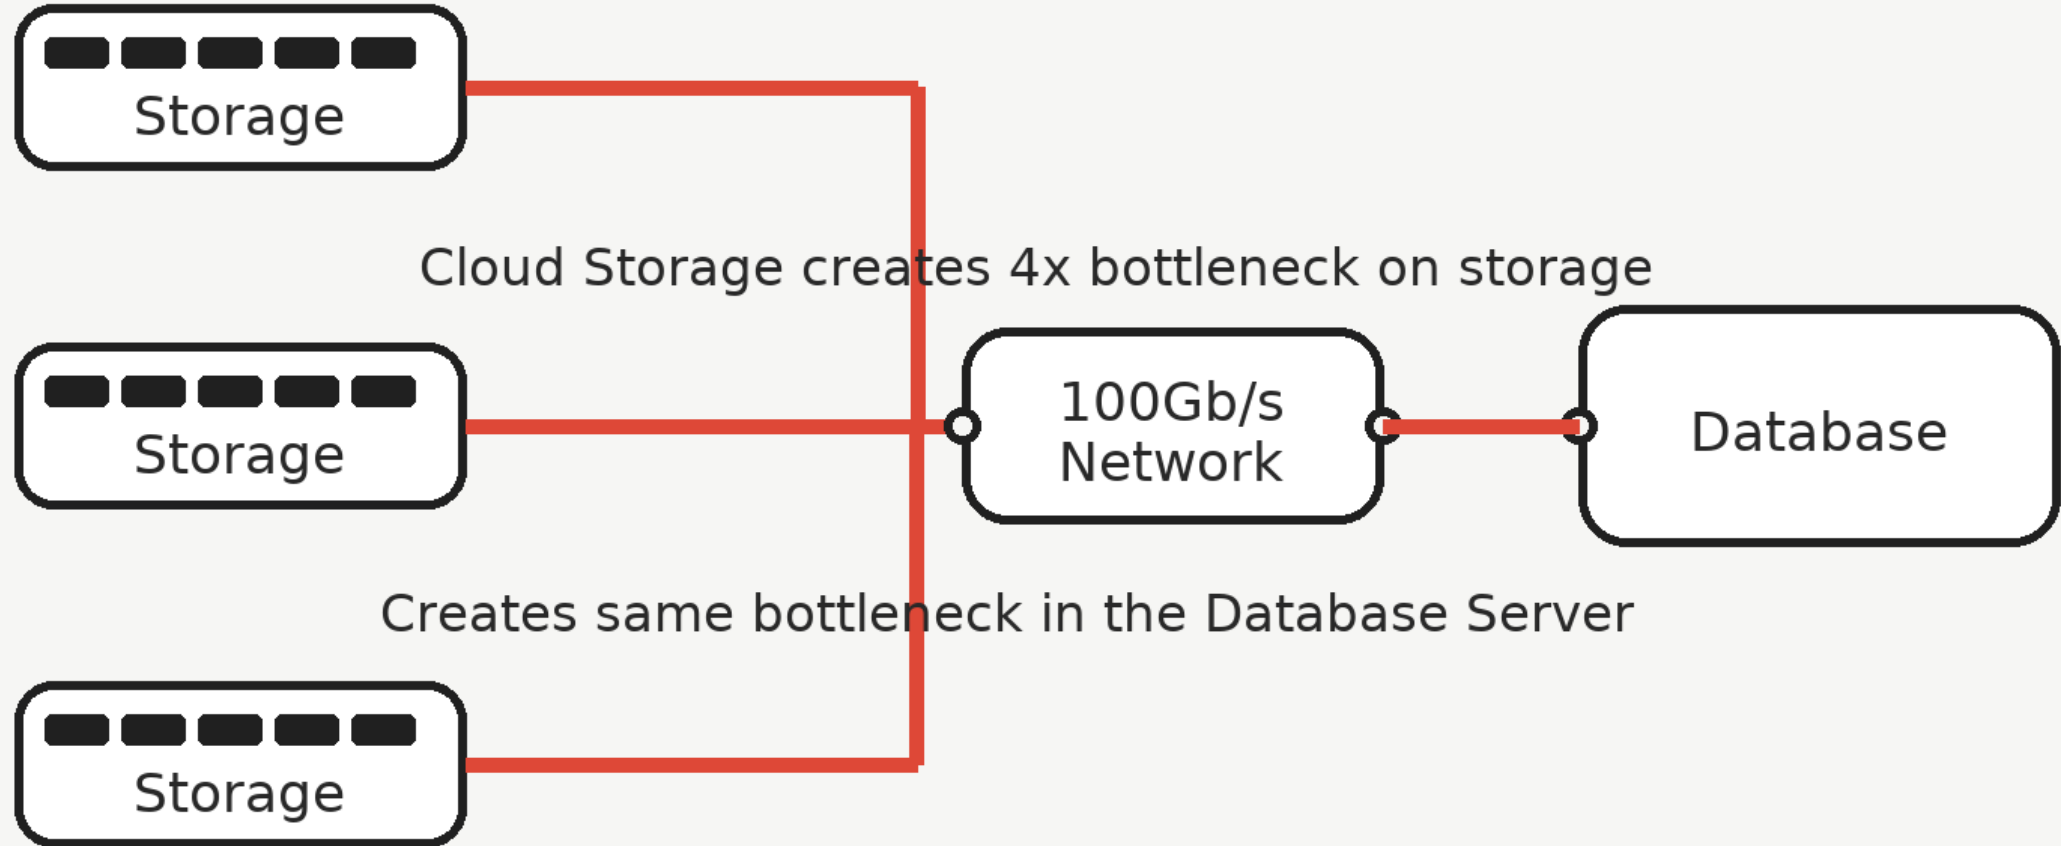 Storage
Cloud Storage creates 4x bottleneck on storage
Storage
100Gb/s
Network
Database
Creates same bottleneck in the Database Server
Storage